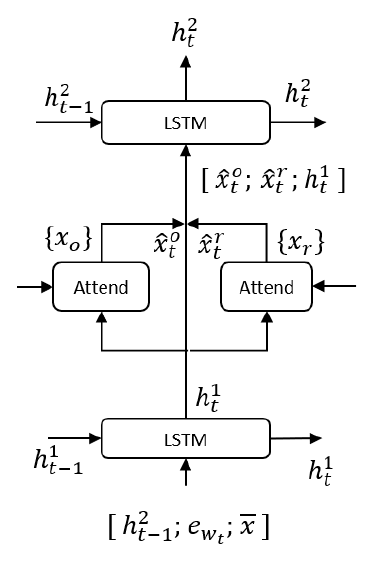 h_t^2
h_{t-1}^2 LSTM h_t^2
[ x̂_t^o; x̂_t^r; h_t^1 ]
{x_o} x̂_t^o x̂_t^r {x_r}
Attend Attend
h_t^1
h_{t-1}^1 LSTM h_t^1
[ h_{t-1}^2; e_{w_t}; x̄ ]